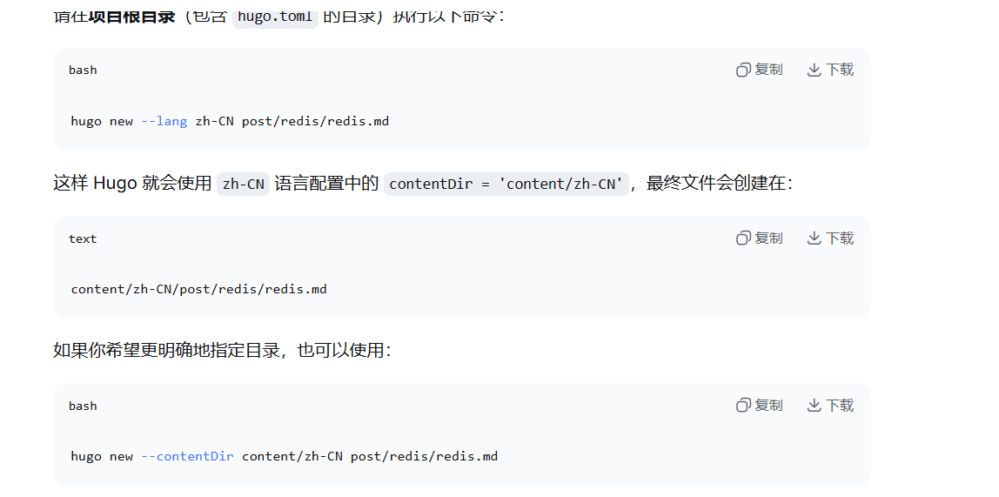 请在项目根目录（包含 hugo.toml 的目录）执行以下命令：
bash 复制 下载
hugo new --lang zh-CN post/redis/redis.md
这样 Hugo 就会使用 zh-CN 语言配置中的 contentDir = 'content/zh-CN'，最终文件会创建在：
text 复制 下载
content/zh-CN/post/redis/redis.md
如果你希望更明确地指定目录，也可以使用：
bash 复制 下载
hugo new --contentDir content/zh-CN post/redis/redis.md